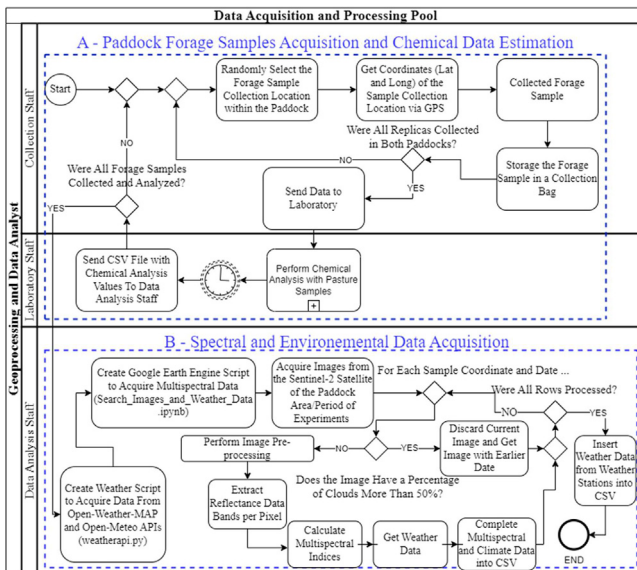 Data Acquisition and Processing Pool
Geoprocessing and Data Analyst
Collection Staff
A - Paddock Forage Samples Acquisition and Chemical Data Estimation
Start
Randomly Select the
Forage Sample
Collection Location
within the Paddock
Get Coordinates (Lat
and Long) of the
Sample Collection
Location via GPS
Collected Forage
Sample
Storage the Forage
Sample in a Collection
Bag
Were All Replicas Collected
in Both Paddocks?
NO
YES
Send Data to
Laboratory
NO
Were All Forage Samples
Collected and Analyzed?
YES
Laboratory Staff
Perform Chemical
Analysis with Pasture
Samples
+
Send CSV File with
Chemical Analysis
Values To Data
Analysis Staff
Data Analysis Staff
B - Spectral and Environemental Data Acquisition
Create Weather Script
to Acquire Data From
Open-Weather-MAP
and Open-Meteo APIs
(weatherapi.py)
Create Google Earth Engine Script
to Acquire Multispectral Data
(Search_Images_and_Weather_Data
.ipynb)
Acquire Images from
the Sentinel-2 Satellite
of the Paddock
Area/Period of
Experiments
For Each Sample Coordinate and Date ...
Were All Rows Processed?
NO
YES
Perform Image Pre-
processing
NO
YES
Discard Current
Image and Get
Image with Earlier
Date
Does the Image Have a Percentage
of Clouds More Than 50%?
Insert
Weather Data
from Weather
Stations into
CSV
Extract
Reflectance Data
Bands per Pixel
Calculate
Multispectral
Indices
Get Weather
Data
Complete
Multispectral
and Climate Data
into CSV
END